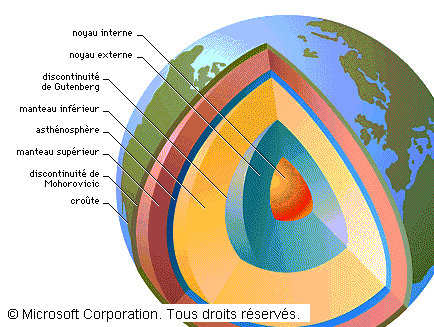 noyau interne
noyau externe
discontinuité
de Gutenberg
manteau inférieur
asthénosphère
manteau supérieur
discontinuité de
Mohorovicic
croûte
© Microsoft Corporation. Tous droits réservés.